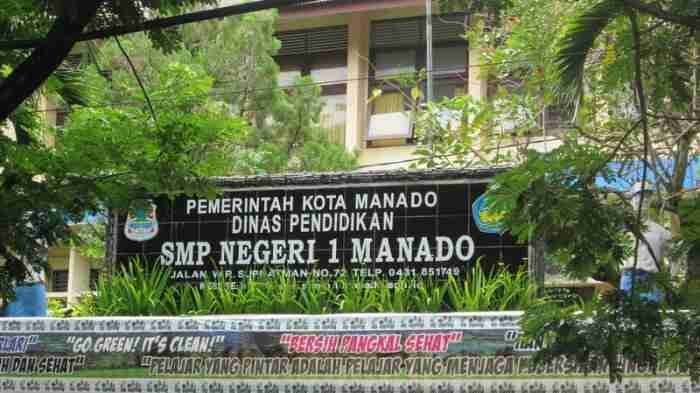 PEMERINTAH KOTA MANADO
DINAS PENDIDIKAN
SMP NEGERI 1 MANADO
JALAN W.R. SUPRATMAN NO. 72 TELP. 0431 851749
"GO GREEN! IT'S CLEAN!"
"BERSIH PANGKAL SEHAT"
DAN SEHAT"
"PELAJAR YANG PINTAR ADALAH PELAJAR YANG MENJAGA